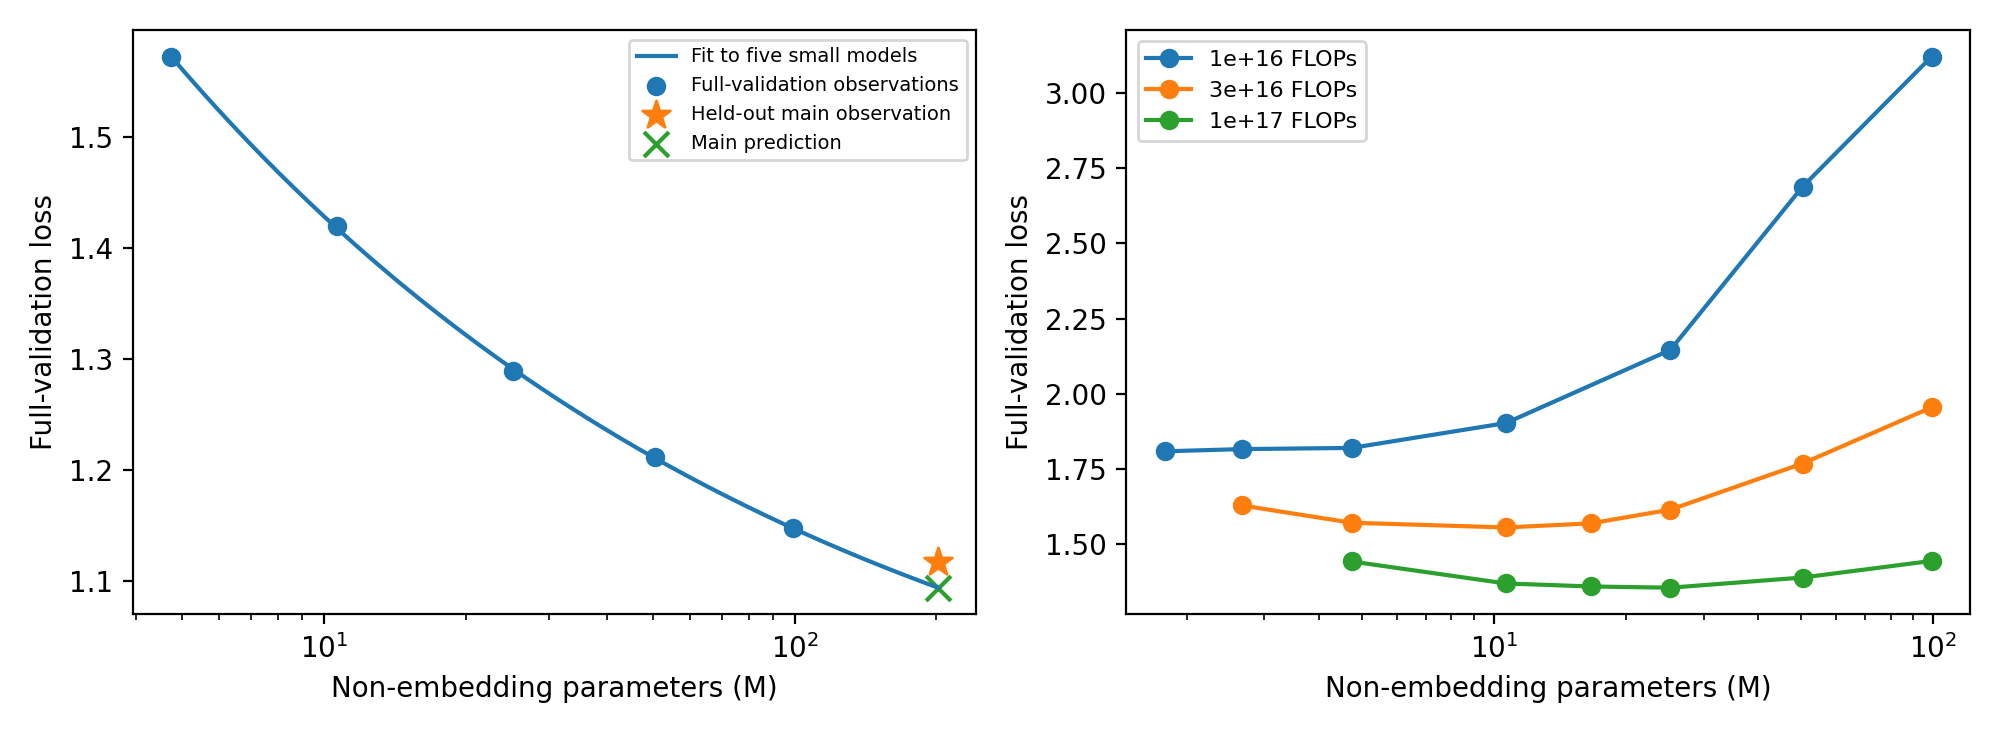 Fit to five small models
Full-validation observations
Held-out main observation
Main prediction
1.5
1.4
1.3
1.2
1.1
10¹
10²
Full-validation loss
Non-embedding parameters (M)
1e+16 FLOPs
3e+16 FLOPs
1e+17 FLOPs
3.00
2.75
2.50
2.25
2.00
1.75
1.50
10¹
10²
Full-validation loss
Non-embedding parameters (M)